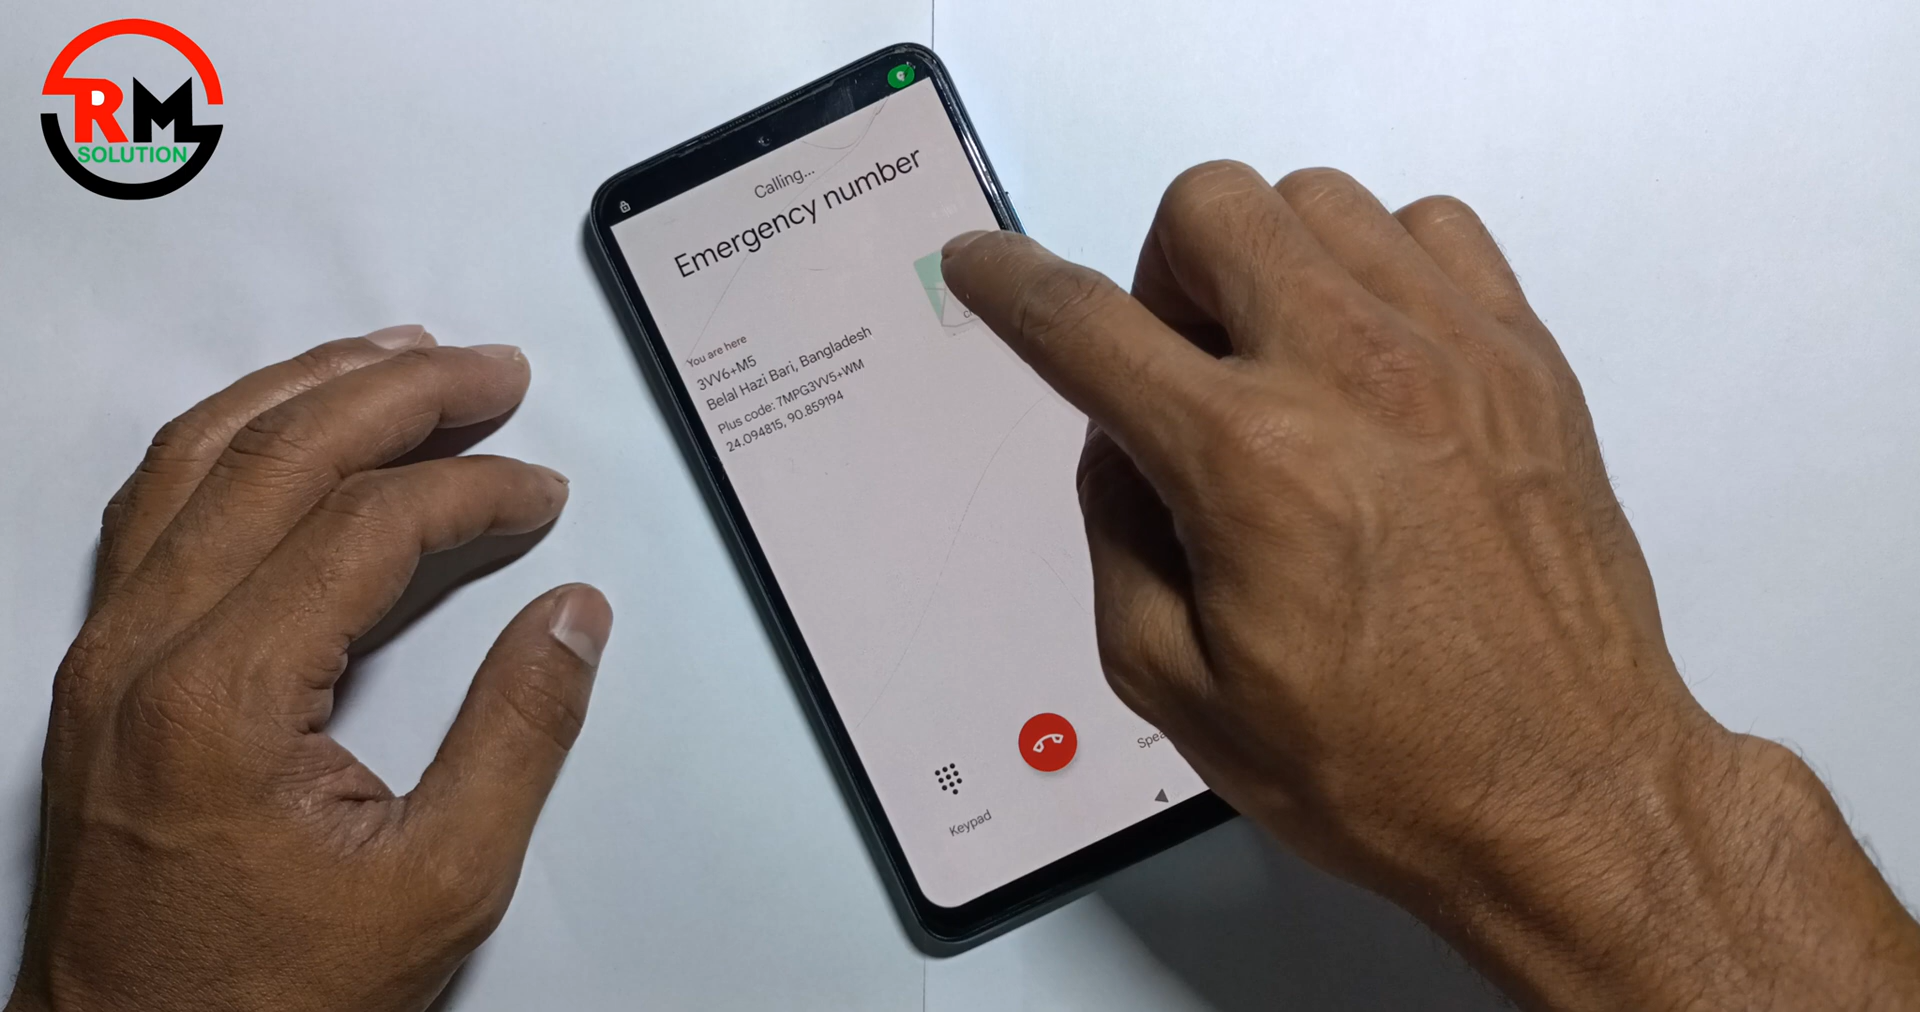 RM
SOLUTION
Calling...
Emergency number
You are here
3VV6+M5
Belal Hazi Bari, Bangladesh
Plus code: 7MPG3VV5+WM
24.094815, 90.859194
Keypad